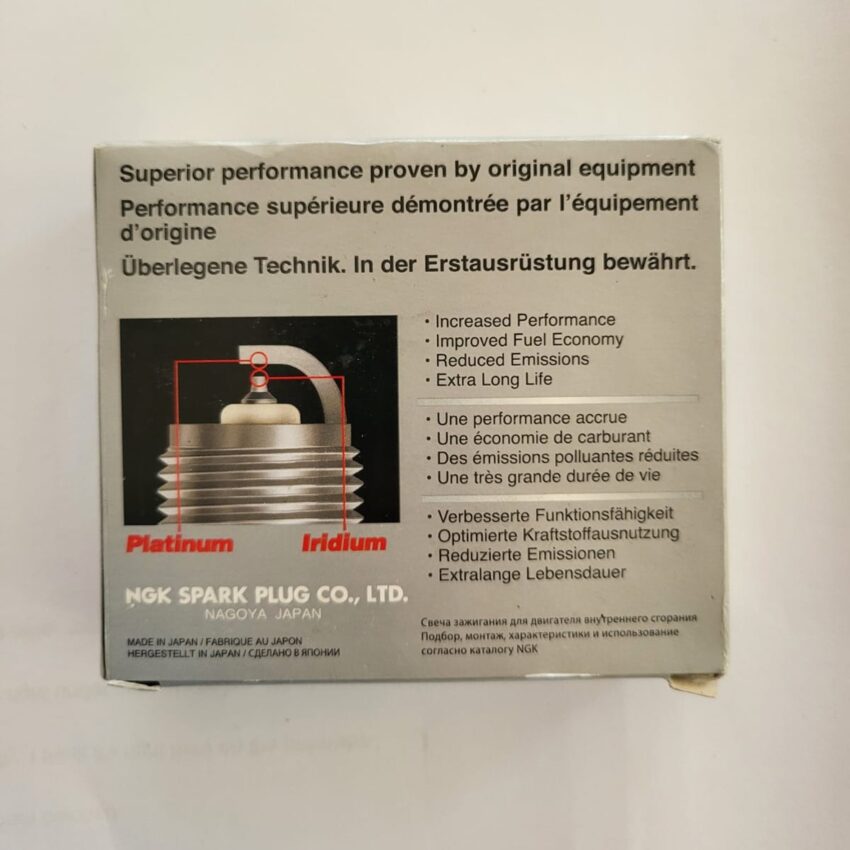 Superior performance proven by original equipment
Performance supérieure démontrée par l'équipement
d'origine
Überlegene Technik. In der Erstausrüstung bewährt.
Platinum
Iridium
• Increased Performance
• Improved Fuel Economy
• Reduced Emissions
• Extra Long Life
• Une performance accrue
• Une économie de carburant
• Des émissions polluantes réduites
• Une très grande durée de vie
• Verbesserte Funktionsfähigkeit
• Optimierte Kraftstoffausnutzung
• Reduzierte Emissionen
• Extralange Lebensdauer
NGK SPARK PLUG CO., LTD.
NAGOYA JAPAN
MADE IN JAPAN / FABRIQUE AU JAPON
HERGESTELLT IN JAPAN / СДЕЛАНО В ЯПОНИИ
Свеча зажигания для двигателя внутреннего сгорания
Подбор, монтаж, характеристики и использование
согласно каталогу NGK